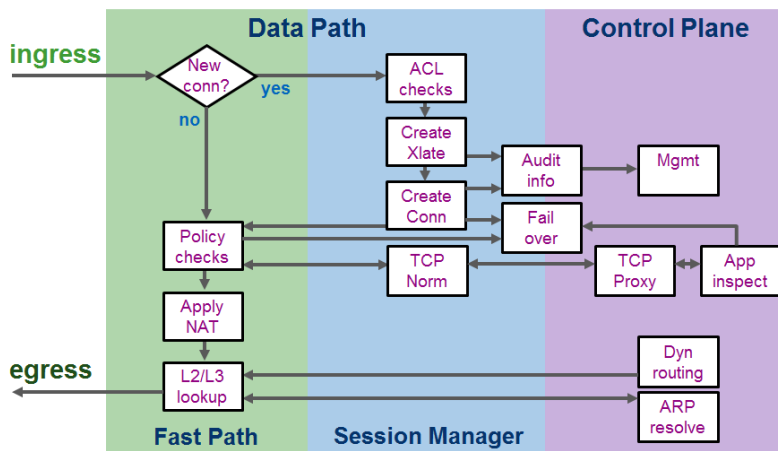 Data Path
Control Plane
ingress
New
conn?
yes
no
ACL
checks
Create
Xlate
Audit
info
Mgmt
Create
Conn
Fail
over
Policy
checks
TCP
Norm
TCP
Proxy
App
inspect
Apply
NAT
egress
L2/L3
lookup
Dyn
routing
ARP
resolve
Fast Path
Session Manager